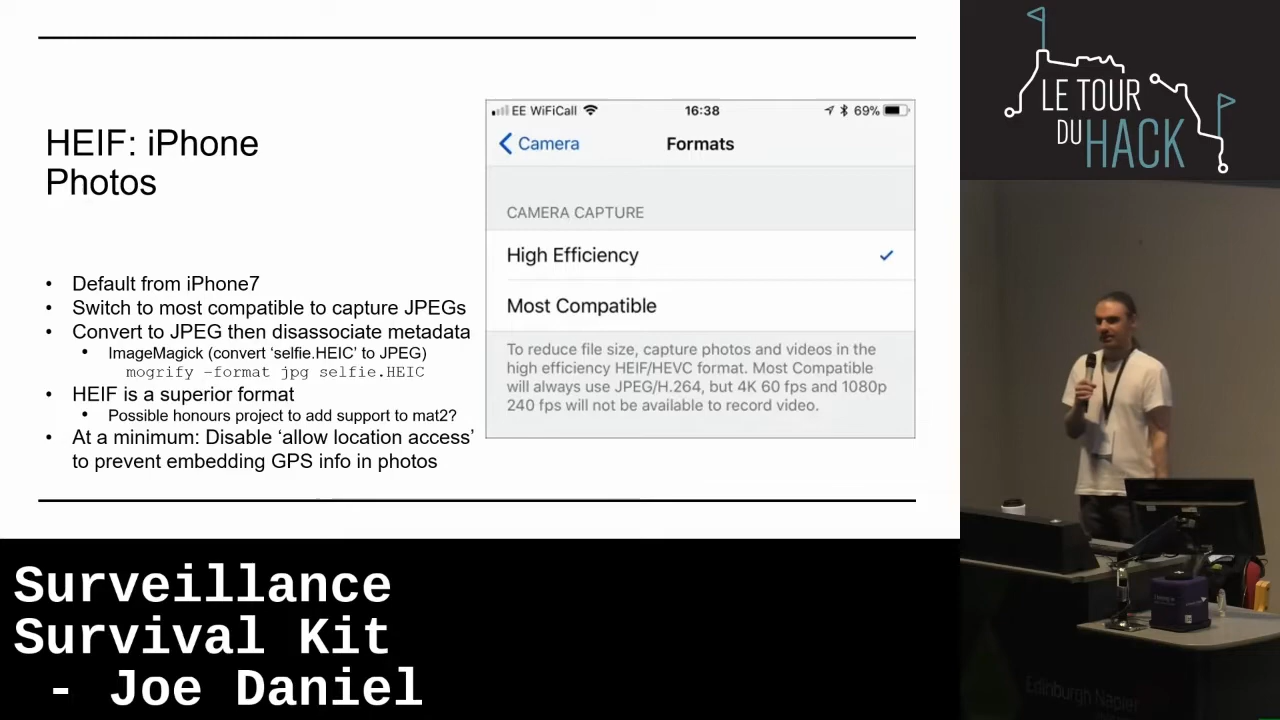 HEIF: iPhone
Photos
• Default from iPhone7
• Switch to most compatible to capture JPEGs
• Convert to JPEG then disassociate metadata
• ImageMagick (convert ‘selfie.HEIC’ to JPEG)
mogrify –format jpg selfie.HEIC
• HEIF is a superior format
• Possible honours project to add support to mat2?
• At a minimum: Disable ‘allow location access’
to prevent embedding GPS info in photos
EE WiFiCall 16:38 69%
Camera Formats
CAMERA CAPTURE
High Efficiency
Most Compatible
To reduce file size, capture photos and videos in the
high efficiency HEIF/HEVC format. Most Compatible
will always use JPEG/H.264, but 4K 60 fps and 1080p
240 fps will not be available to record video.
LE TOUR
DU HACK
Surveillance
Survival Kit
- Joe Daniel
Edinburgh Napier